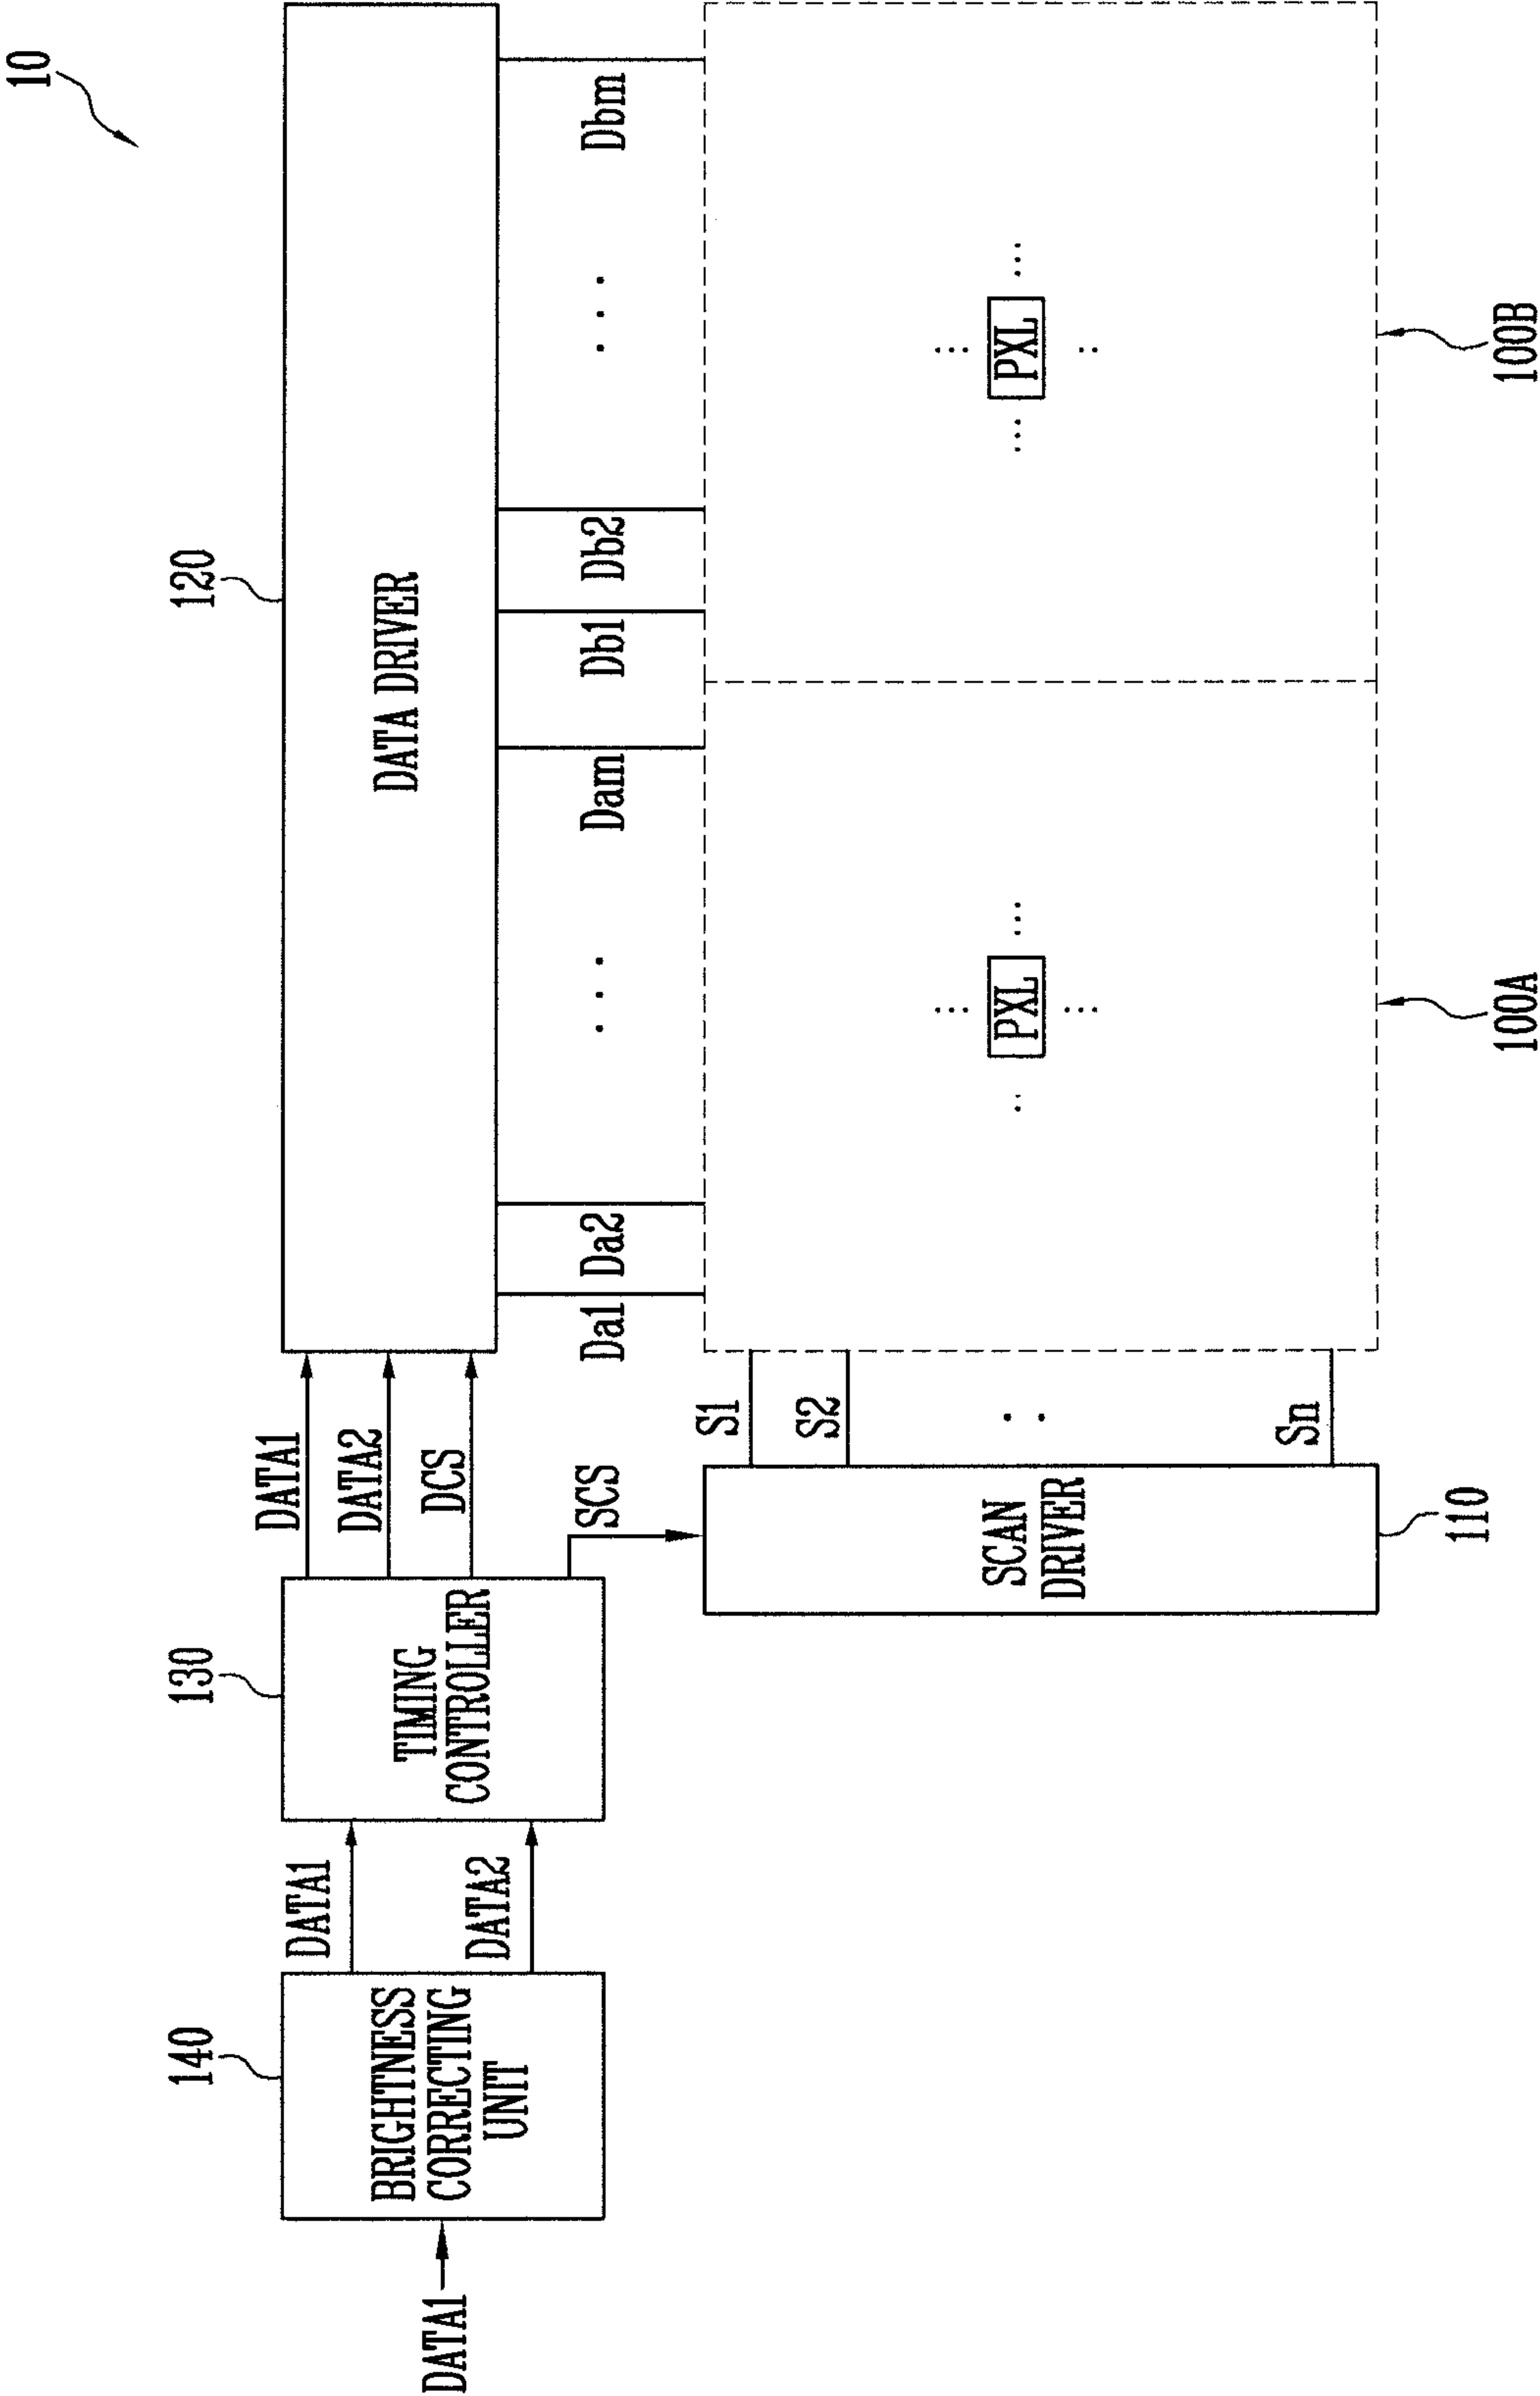 10
140
130
120
DATA1
BRIGHTNESS
CORRECTING
UNIT
DATA1
DATA2
TIMING
CONTROLLER
DATA1
DATA2
DCS
SCS
DATA DRIVER
Da1
Da2
Dam
Db1
Db2
Dbm
SCAN
DRIVER
S1
S2
Sn
PXL
PXL
110
100A
100B